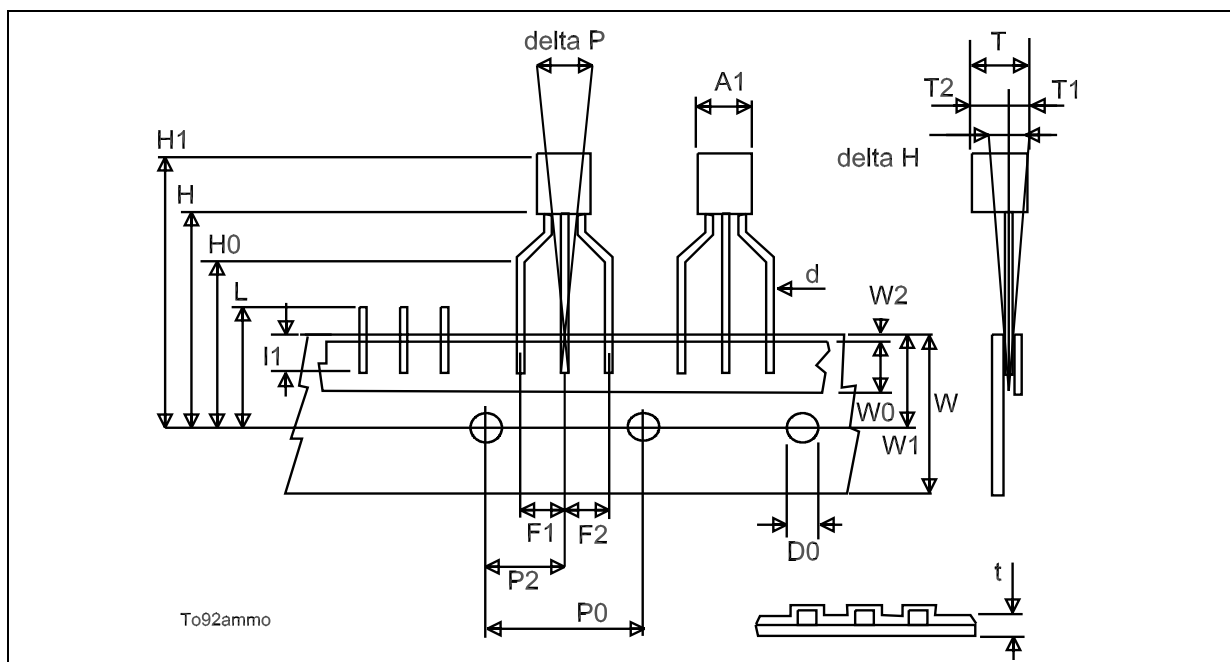 delta P
T
A1
T2
T1
H1
delta H
H
H0
d
L
W2
I1
W0
W
W1
F1
F2
D0
P2
t
P0
To92ammo